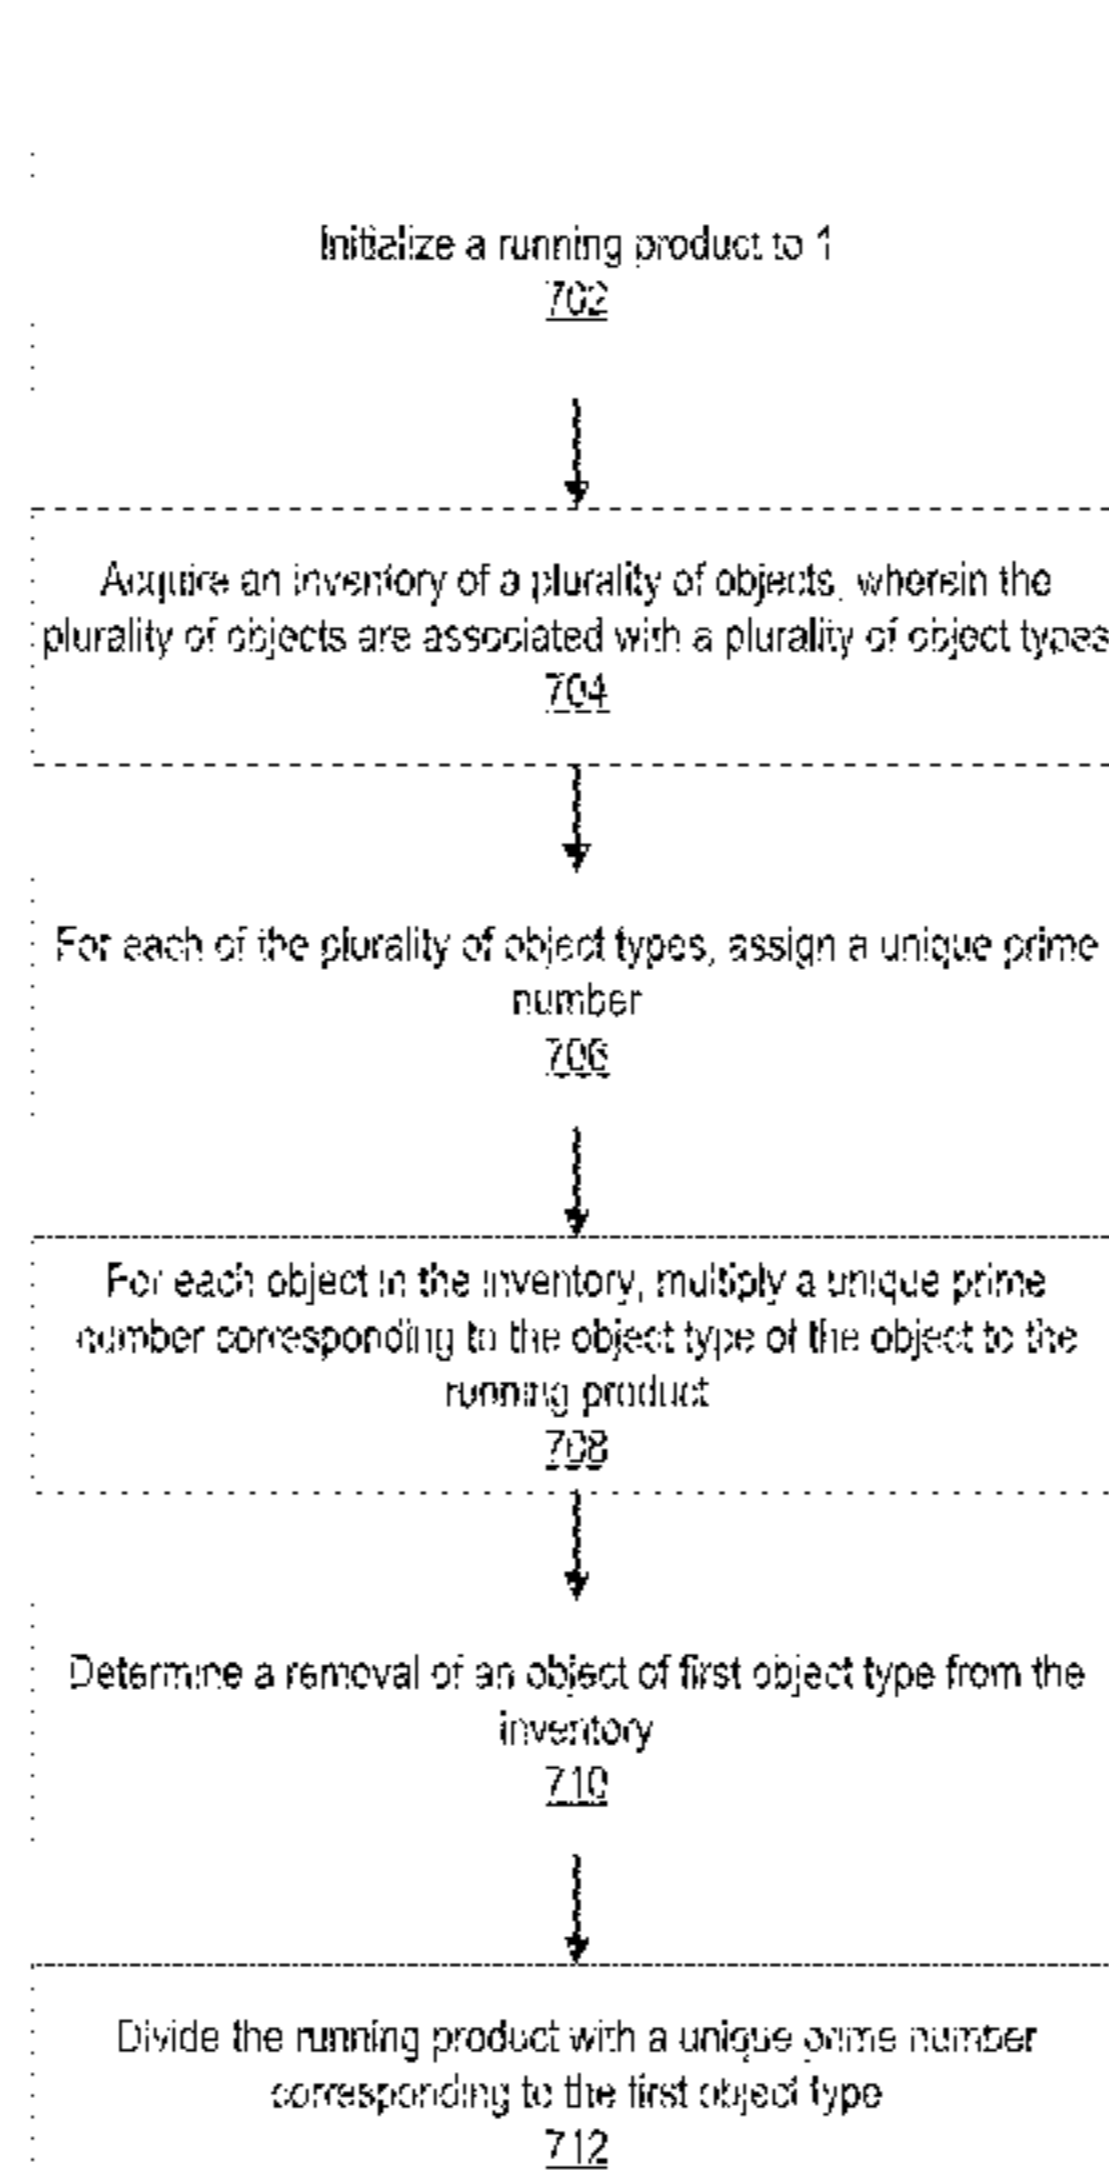 Initialize a running product to 1
702
Acquire an inventory of a plurality of objects, wherein the
plurality of objects are associated with a plurality of object types
704
For each of the plurality of object types, assign a unique prime
number
706
For each object in the inventory, multiply a unique prime
number corresponding to the object type of the object to the
running product
708
Determine a removal of an object of first object type from the
inventory
710
Divide the running product with a unique prime number
corresponding to the first object type
712